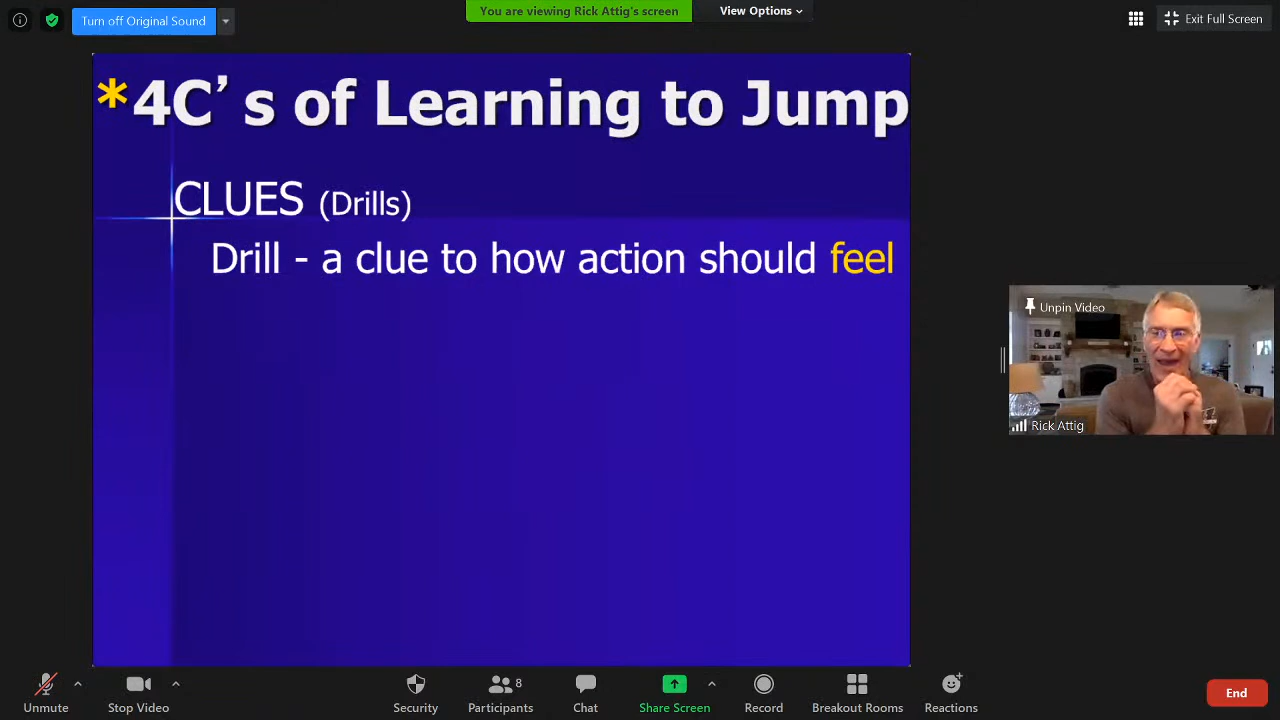 Turn off Original Sound
You are viewing Rick Attig's screen
View Options
Exit Full Screen
*4C's of Learning to Jump
CLUES (Drills)
Drill - a clue to how action should feel
Unpin Video
Rick Attig
Unmute
Stop Video
Security
Participants
8
Chat
Share Screen
Record
Breakout Rooms
Reactions
End